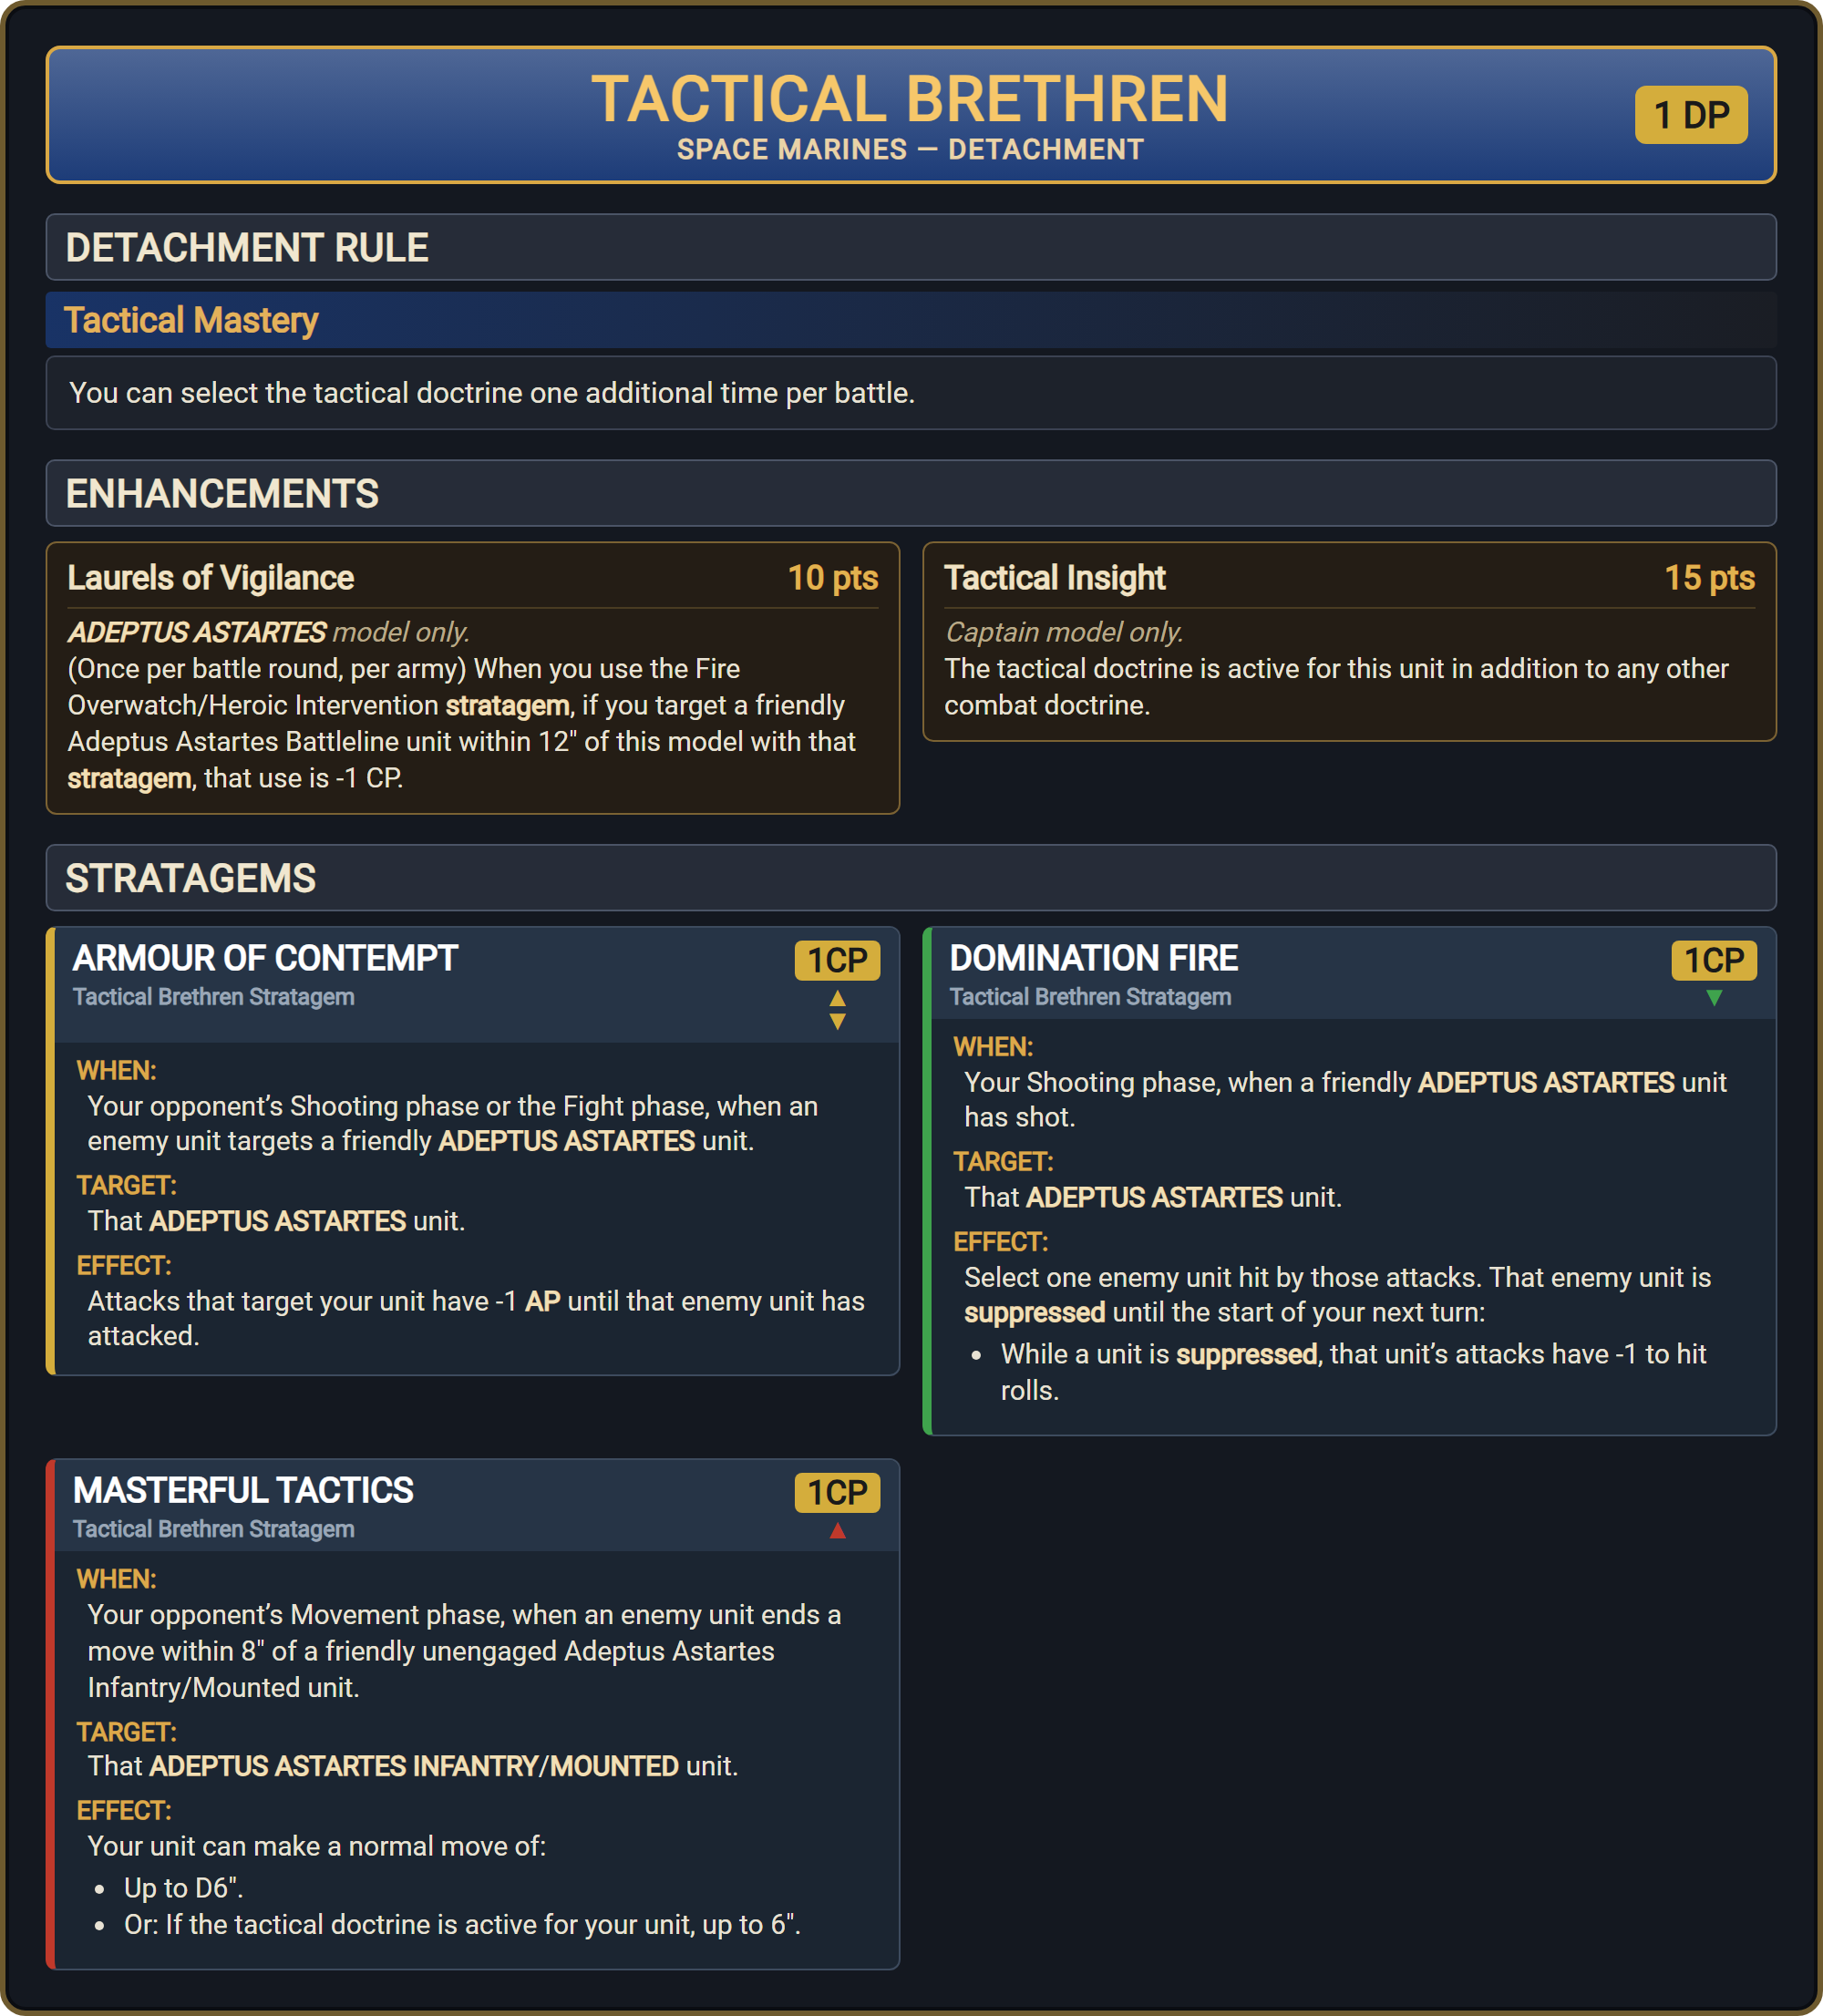 TACTICAL BRETHREN
SPACE MARINES — DETACHMENT
1 DP
DETACHMENT RULE
Tactical Mastery
You can select the tactical doctrine one additional time per battle.
ENHANCEMENTS
Laurels of Vigilance 10 pts
ADEPTUS ASTARTES model only.
(Once per battle round, per army) When you use the Fire
Overwatch/Heroic Intervention stratagem, if you target a friendly
Adeptus Astartes Battleline unit within 12" of this model with that
stratagem, that use is -1 CP.
Tactical Insight 15 pts
Captain model only.
The tactical doctrine is active for this unit in addition to any other
combat doctrine.
STRATAGEMS
ARMOUR OF CONTEMPT 1CP
Tactical Brethren Stratagem
▲
▼
WHEN:
Your opponent’s Shooting phase or the Fight phase, when an
enemy unit targets a friendly ADEPTUS ASTARTES unit.
TARGET:
That ADEPTUS ASTARTES unit.
EFFECT:
Attacks that target your unit have -1 AP until that enemy unit has
attacked.
DOMINATION FIRE 1CP
Tactical Brethren Stratagem ▼
WHEN:
Your Shooting phase, when a friendly ADEPTUS ASTARTES unit
has shot.
TARGET:
That ADEPTUS ASTARTES unit.
EFFECT:
Select one enemy unit hit by those attacks. That enemy unit is
suppressed until the start of your next turn:
• While a unit is suppressed, that unit’s attacks have -1 to hit
rolls.
MASTERFUL TACTICS 1CP
Tactical Brethren Stratagem ▲
WHEN:
Your opponent’s Movement phase, when an enemy unit ends a
move within 8" of a friendly unengaged Adeptus Astartes
Infantry/Mounted unit.
TARGET:
That ADEPTUS ASTARTES INFANTRY/MOUNTED unit.
EFFECT:
Your unit can make a normal move of:
• Up to D6".
• Or: If the tactical doctrine is active for your unit, up to 6".